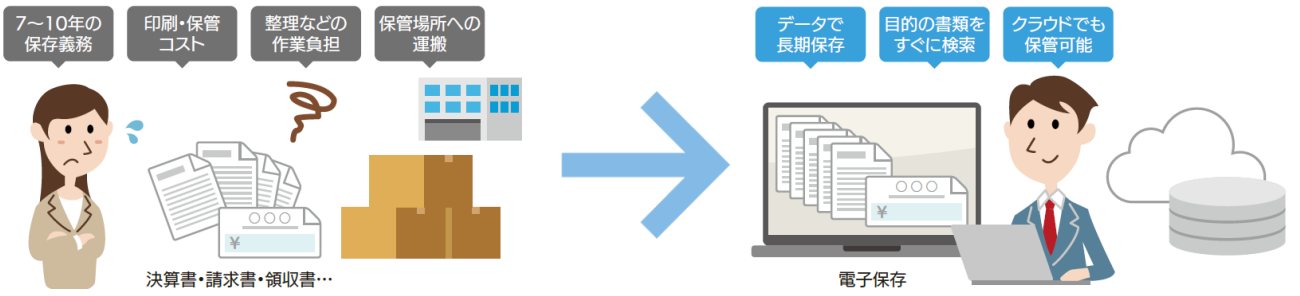 7～10年の
保存義務
印刷・保管
コスト
整理などの
作業負担
保管場所への
運搬
データで
長期保存
目的の書類を
すぐに検索
クラウドでも
保管可能
¥
¥
決算書・請求書・領収書…
電子保存